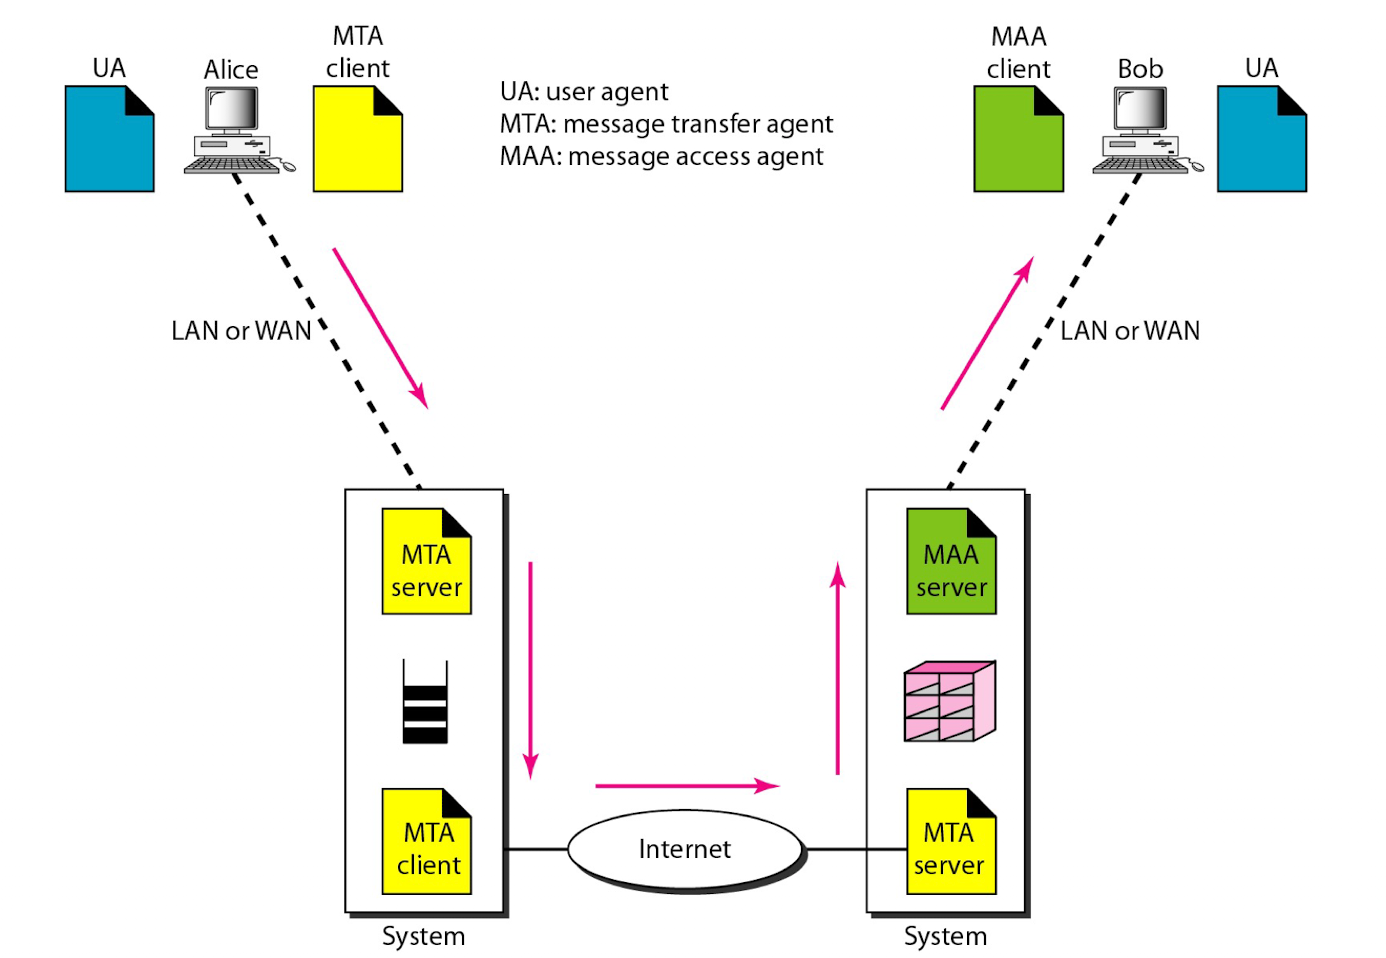 UA
Alice
MTA
client
UA: user agent
MTA: message transfer agent
MAA: message access agent
MAA
client
Bob
UA
LAN or WAN
LAN or WAN
MTA
server
MAA
server
MTA
client
Internet
MTA
server
System
System